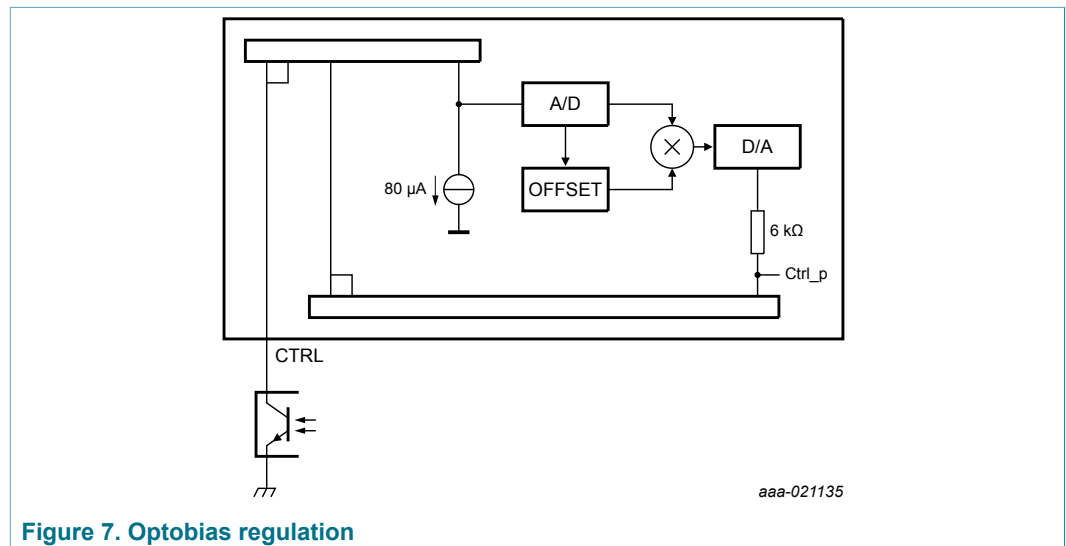 A/D
D/A
80 µA
OFFSET
6 kΩ
Ctrl_p
CTRL
aaa-021135
Figure 7. Optobias regulation